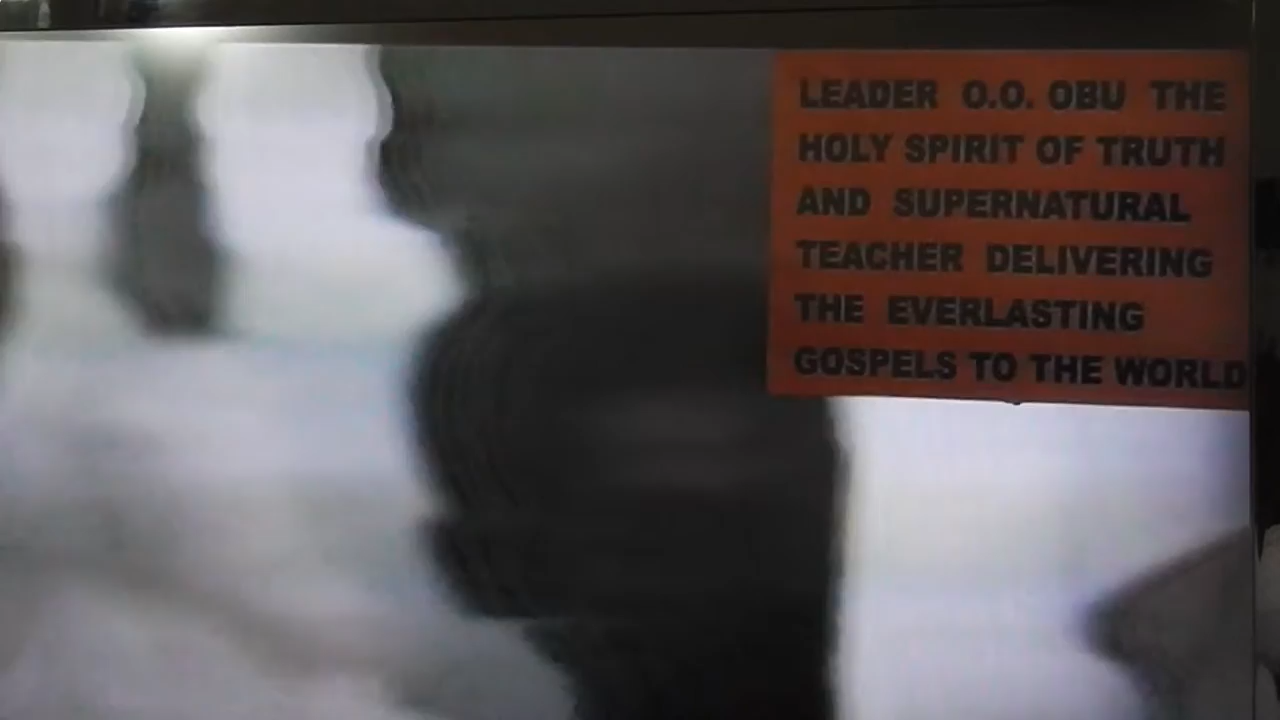 LEADER O.O. OBU THE
HOLY SPIRIT OF TRUTH
AND SUPERNATURAL
TEACHER DELIVERING
THE EVERLASTING
GOSPELS TO THE WORLD